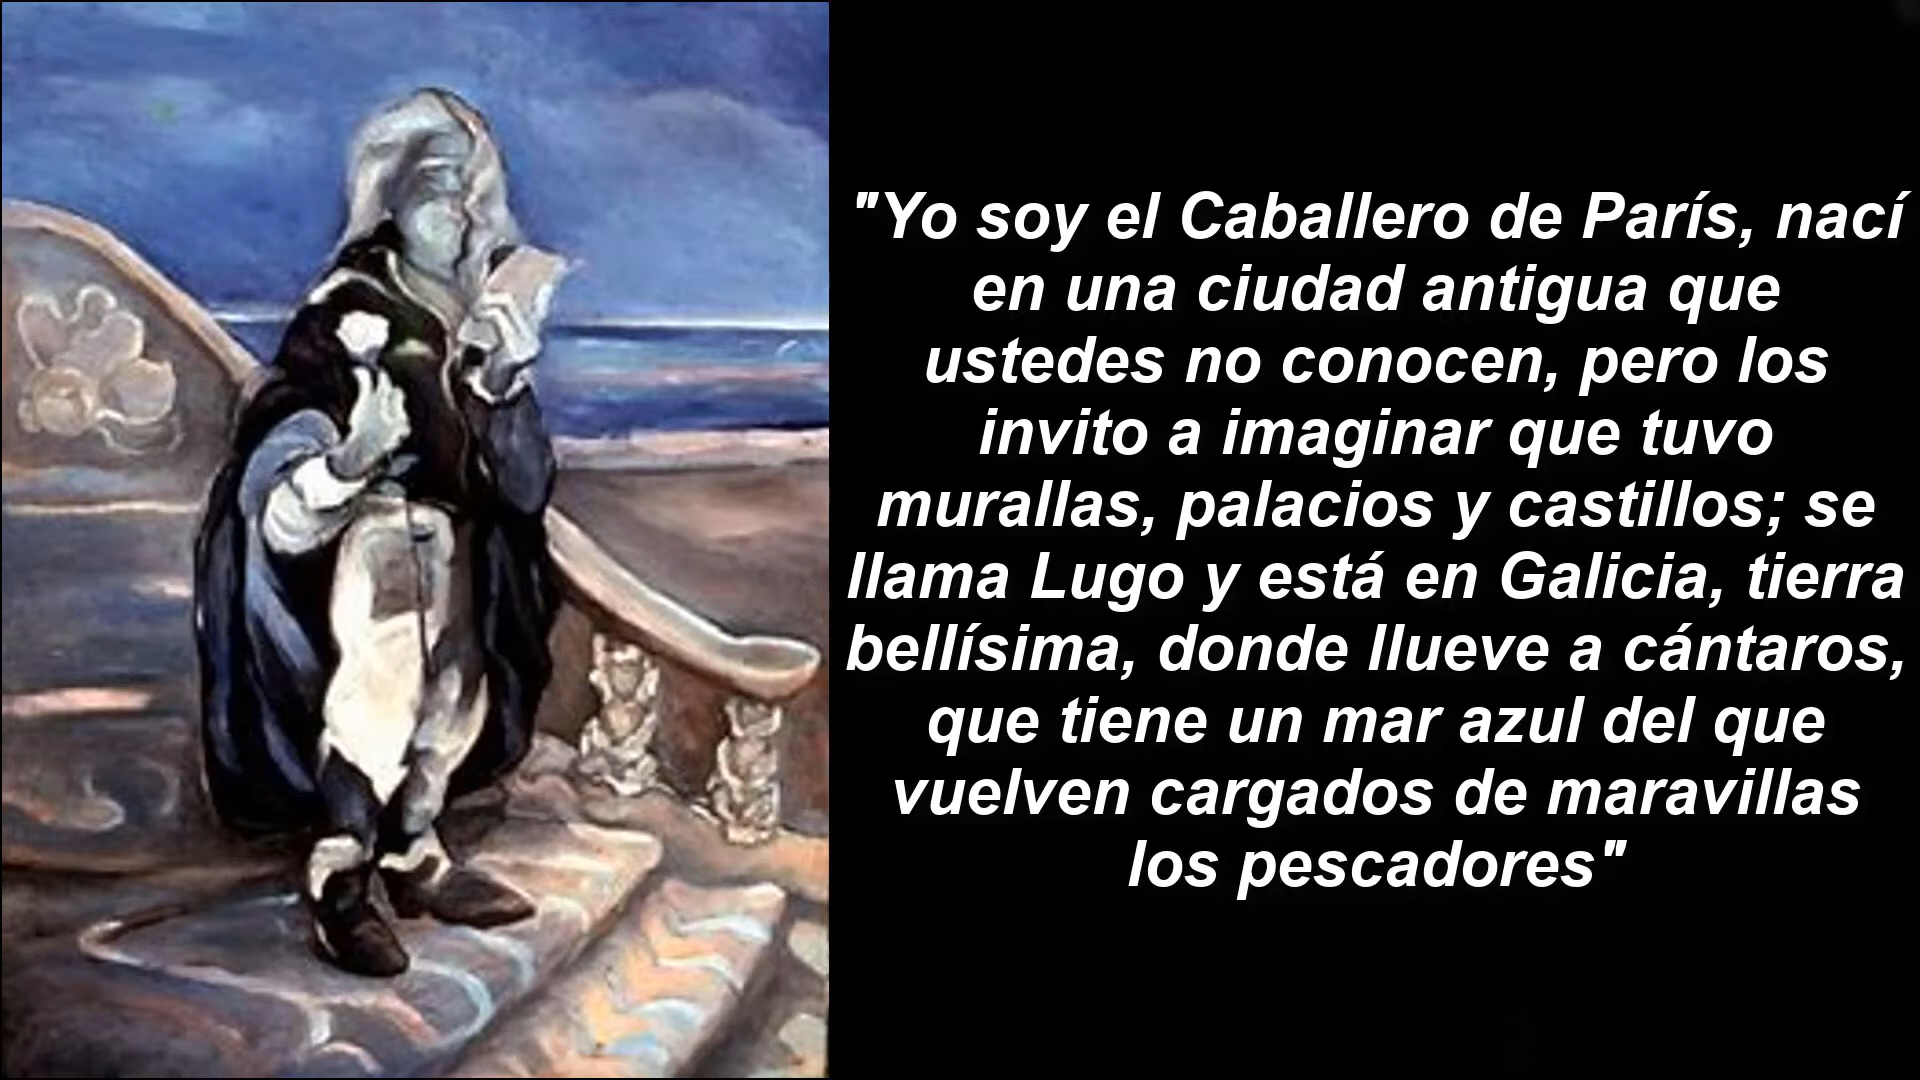 "Yo soy el Caballero de París, nací
en una ciudad antigua que
ustedes no conocen, pero los
invito a imaginar que tuvo
murallas, palacios y castillos; se
llama Lugo y está en Galicia, tierra
bellísima, donde llueve a cántaros,
que tiene un mar azul del que
vuelven cargados de maravillas
los pescadores"